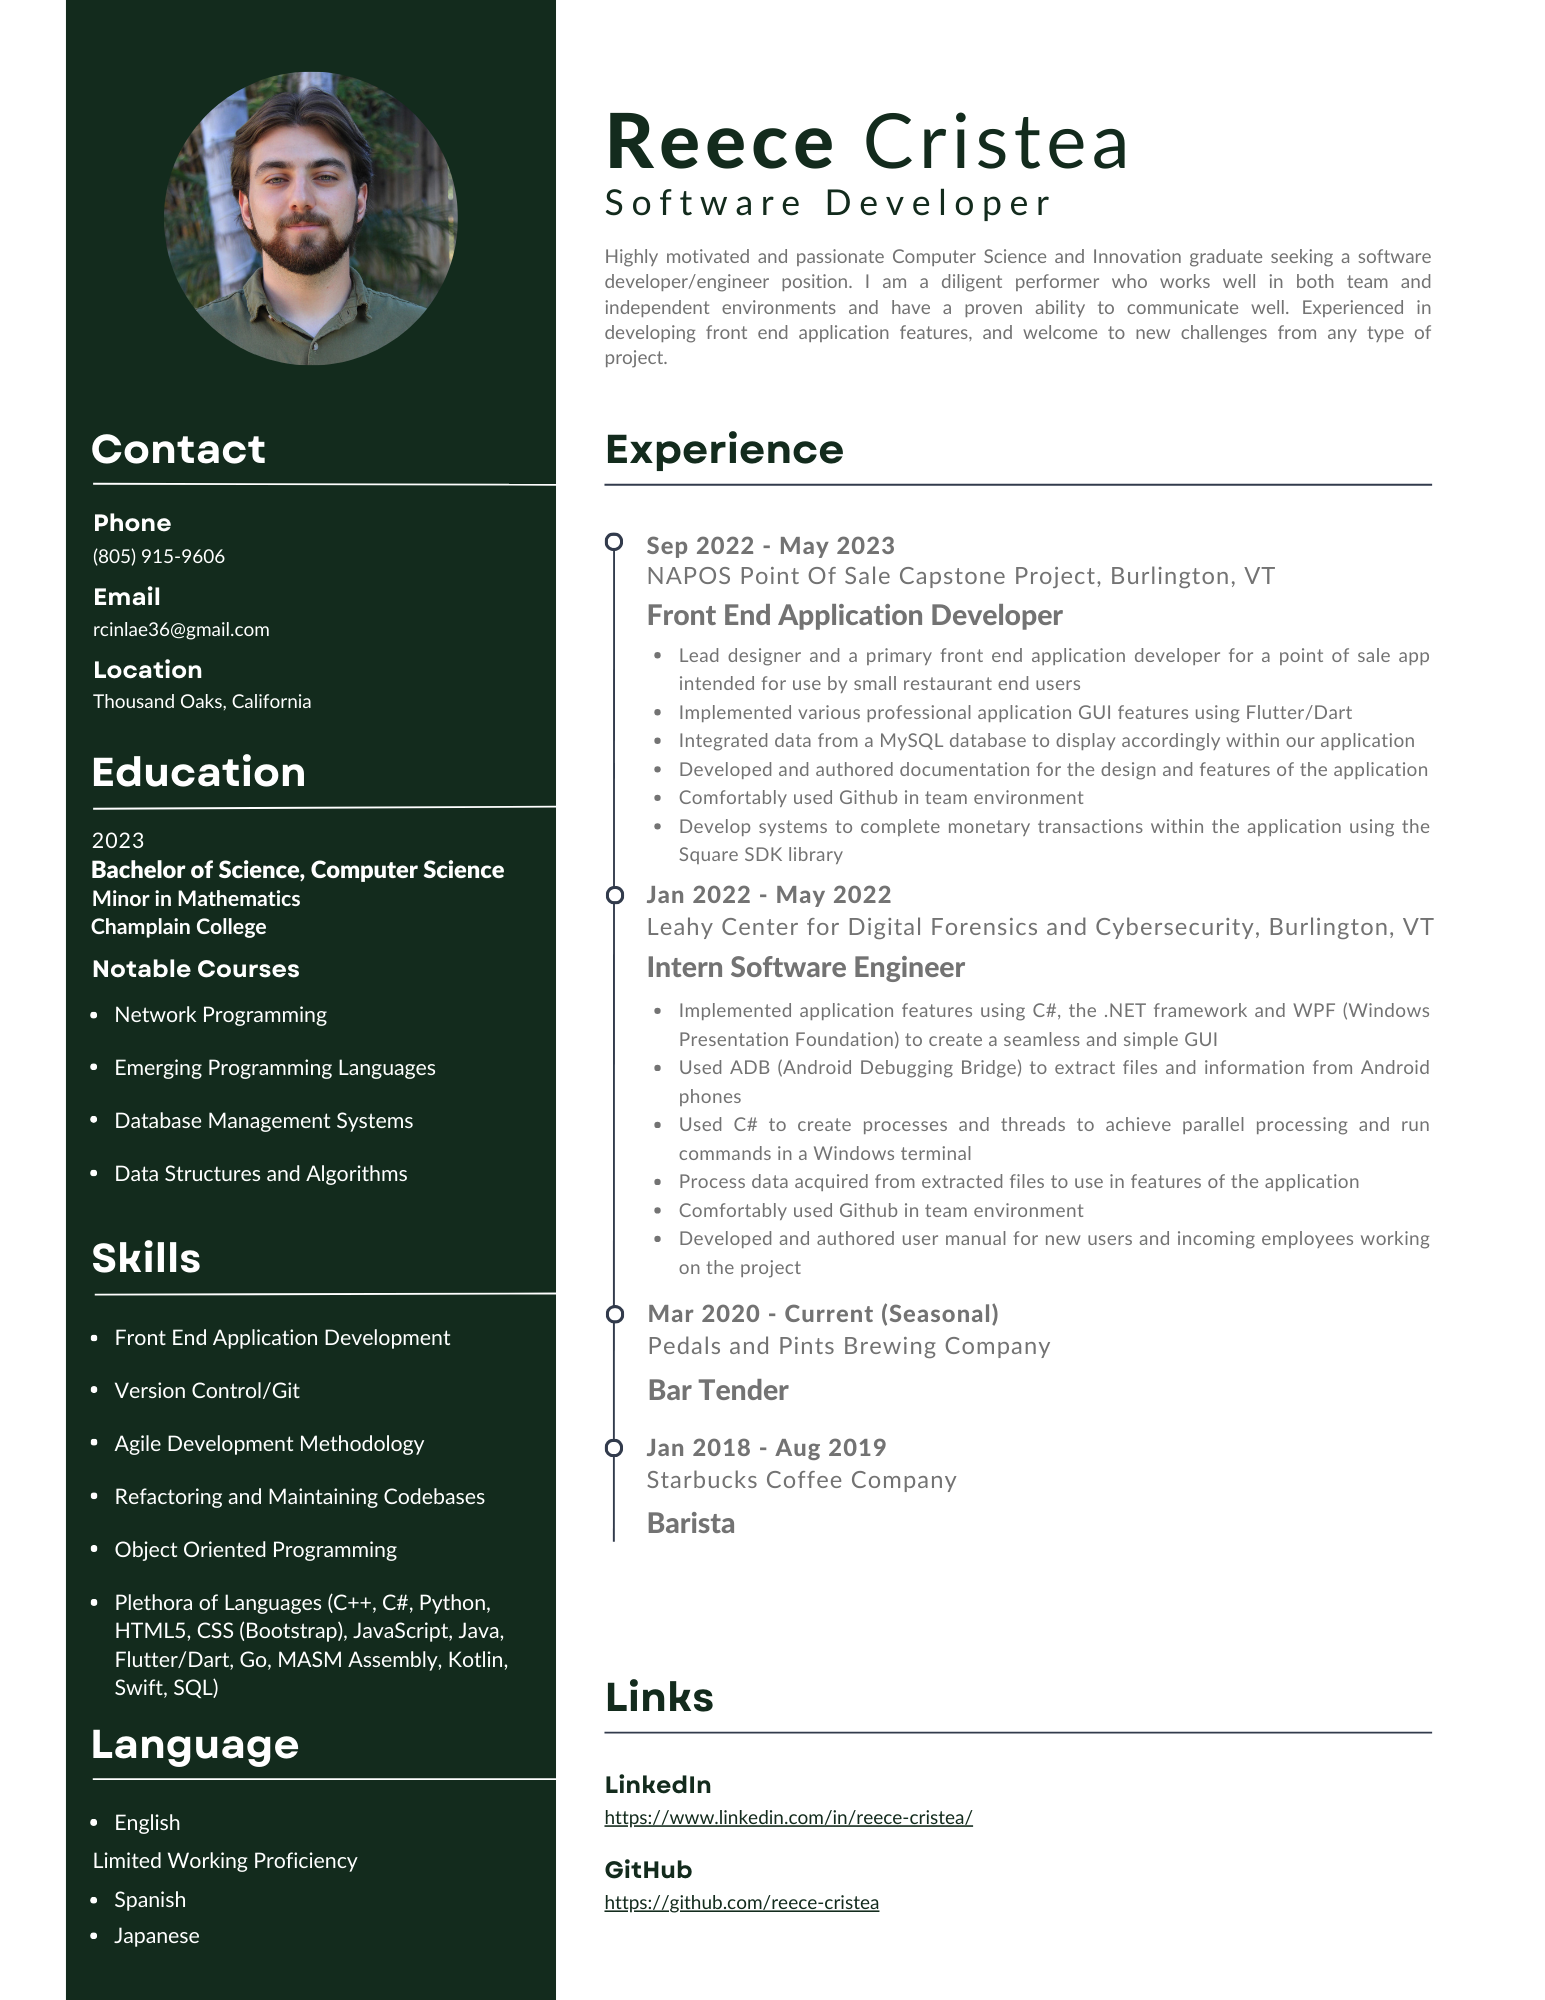 Reece Cristea
Software Developer
Highly motivated and passionate Computer Science and Innovation graduate seeking a software
developer/engineer position. I am a diligent performer who works well in both team and
independent environments and have a proven ability to communicate well. Experienced in
developing front end application features, and welcome to new challenges from any type of
project.
Contact
Phone
(805) 915-9606
Email
rcinlae36@gmail.com
Location
Thousand Oaks, California
Education
2023
Bachelor of Science, Computer Science
Minor in Mathematics
Champlain College
Notable Courses
• Network Programming
• Emerging Programming Languages
• Database Management Systems
• Data Structures and Algorithms
Skills
• Front End Application Development
• Version Control/Git
• Agile Development Methodology
• Refactoring and Maintaining Codebases
• Object Oriented Programming
• Plethora of Languages (C++, C#, Python,
HTML5, CSS (Bootstrap), JavaScript, Java,
Flutter/Dart, Go, MASM Assembly, Kotlin,
Swift, SQL)
Language
• English
Limited Working Proficiency
• Spanish
• Japanese
Experience
Sep 2022 - May 2023
NAPOS Point Of Sale Capstone Project, Burlington, VT
Front End Application Developer
• Lead designer and a primary front end application developer for a point of sale app
intended for use by small restaurant end users
• Implemented various professional application GUI features using Flutter/Dart
• Integrated data from a MySQL database to display accordingly within our application
• Developed and authored documentation for the design and features of the application
• Comfortably used Github in team environment
• Develop systems to complete monetary transactions within the application using the
Square SDK library
Jan 2022 - May 2022
Leahy Center for Digital Forensics and Cybersecurity, Burlington, VT
Intern Software Engineer
• Implemented application features using C#, the .NET framework and WPF (Windows
Presentation Foundation) to create a seamless and simple GUI
• Used ADB (Android Debugging Bridge) to extract files and information from Android
phones
• Used C# to create processes and threads to achieve parallel processing and run
commands in a Windows terminal
• Process data acquired from extracted files to use in features of the application
• Comfortably used Github in team environment
• Developed and authored user manual for new users and incoming employees working
on the project
Mar 2020 - Current (Seasonal)
Pedals and Pints Brewing Company
Bar Tender
Jan 2018 - Aug 2019
Starbucks Coffee Company
Barista
Links
LinkedIn
https://www.linkedin.com/in/reece-cristea/
GitHub
https://github.com/reece-cristea